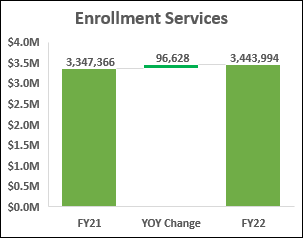 Enrollment Services
$4.0M
$3.5M
$3.0M
$2.5M
$2.0M
$1.5M
$1.0M
$0.5M
$0.0M
3,347,366
96,628
3,443,994
FY21
YOY Change
FY22